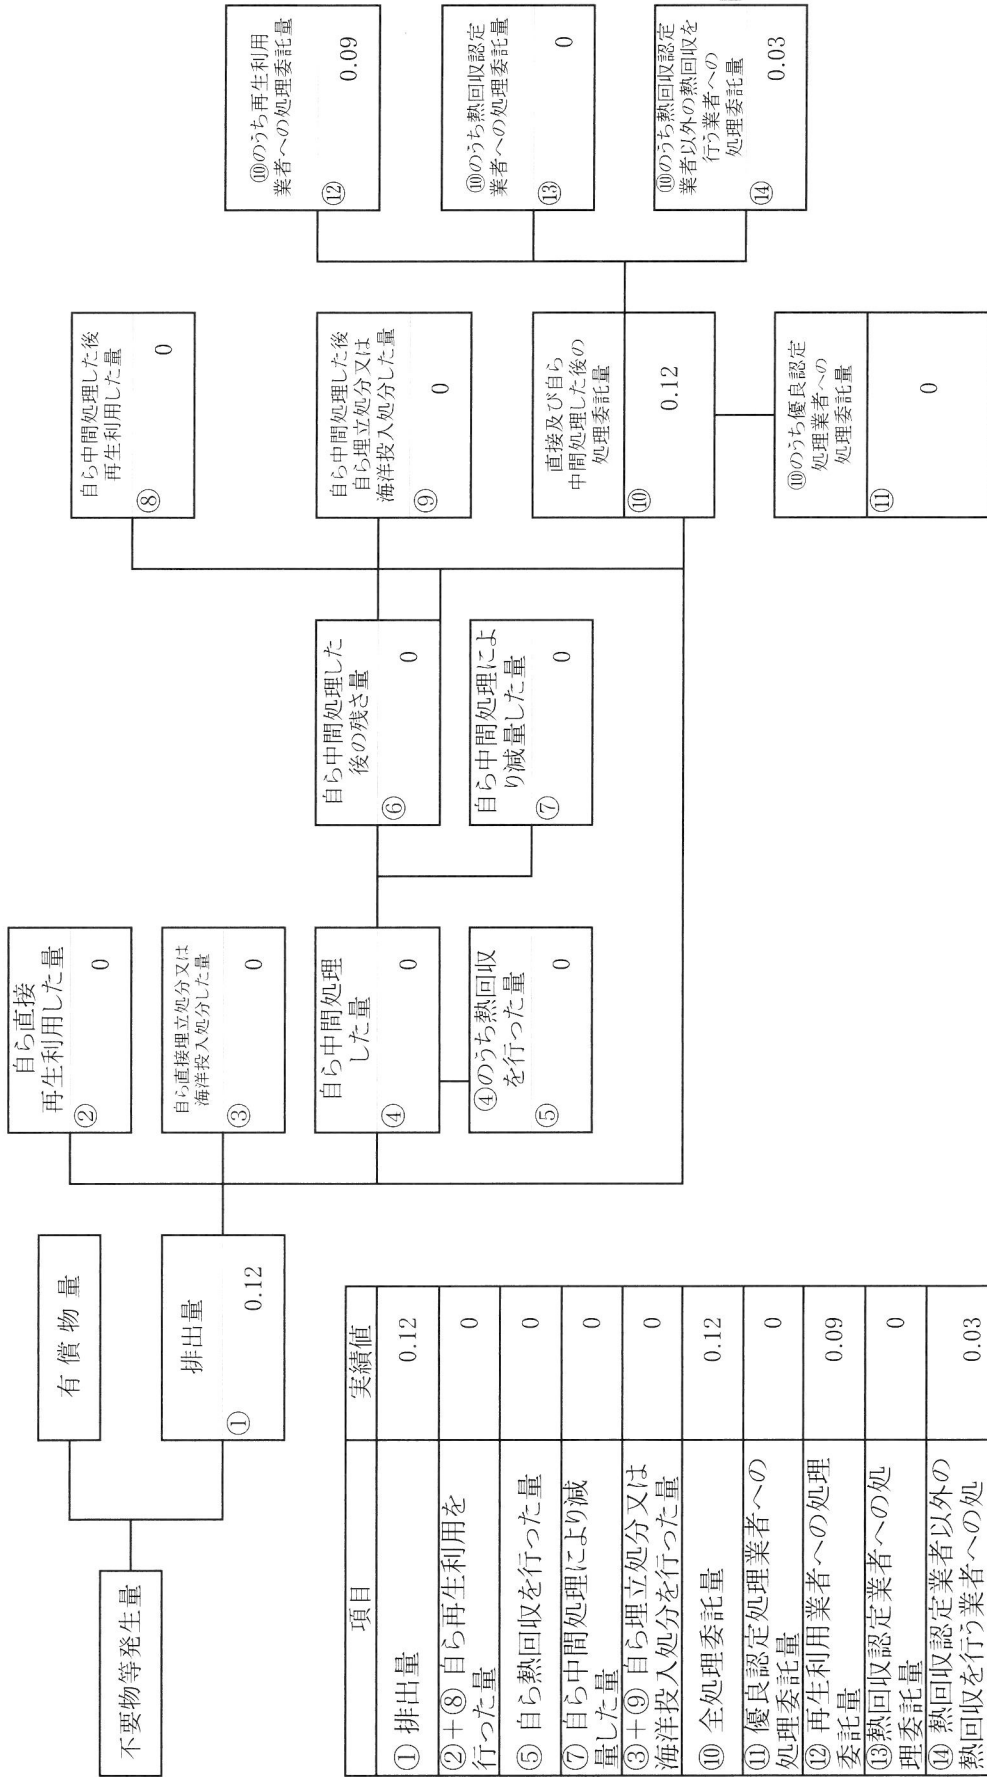 不要物等発生量
有償物量
排出量
① 0.12
自ら直接
再生利用した量
② 0
自ら直接埋立処分又は
海洋投入処分した量
③ 0
自ら中間処理
した量
④ 0
④のうち熱回収
を行った量
⑤ 0
自ら中間処理した
後の残さ量
⑥ 0
自ら中間処理によ
り減量した量
⑦ 0
自ら中間処理した後
再生利用した量
⑧ 0
自ら中間処理した後
自ら埋立処分又は
海洋投入処分した量
⑨ 0
直接及び自ら
中間処理した後の
処理委託量
⑩ 0.12
⑩のうち優良認定
処理業者への
処理委託量
⑪ 0
⑩のうち再生利用
業者への処理委託量
⑫ 0.09
⑩のうち熱回収認定
業者への処理委託量
⑬ 0
⑩のうち熱回収認定
業者以外の熱回収を
行う業者への
処理委託量
⑭ 0.03
項目 実績値
① 排出量 0.12
②+⑧ 自ら再生利用を
行った量 0
⑤ 自ら熱回収を行った量 0
⑦ 自ら中間処理により減
量した量 0
③+⑨ 自ら埋立処分又は
海洋投入処分を行った量 0
⑩ 全処理委託量 0.12
⑪ 優良認定処理業者への
処理委託量 0
⑫ 再生利用業者への処理
委託量 0.09
⑬熱回収認定業者への処
理委託量 0
⑭ 熱回収認定業者以外の
熱回収を行う業者への処 0.03